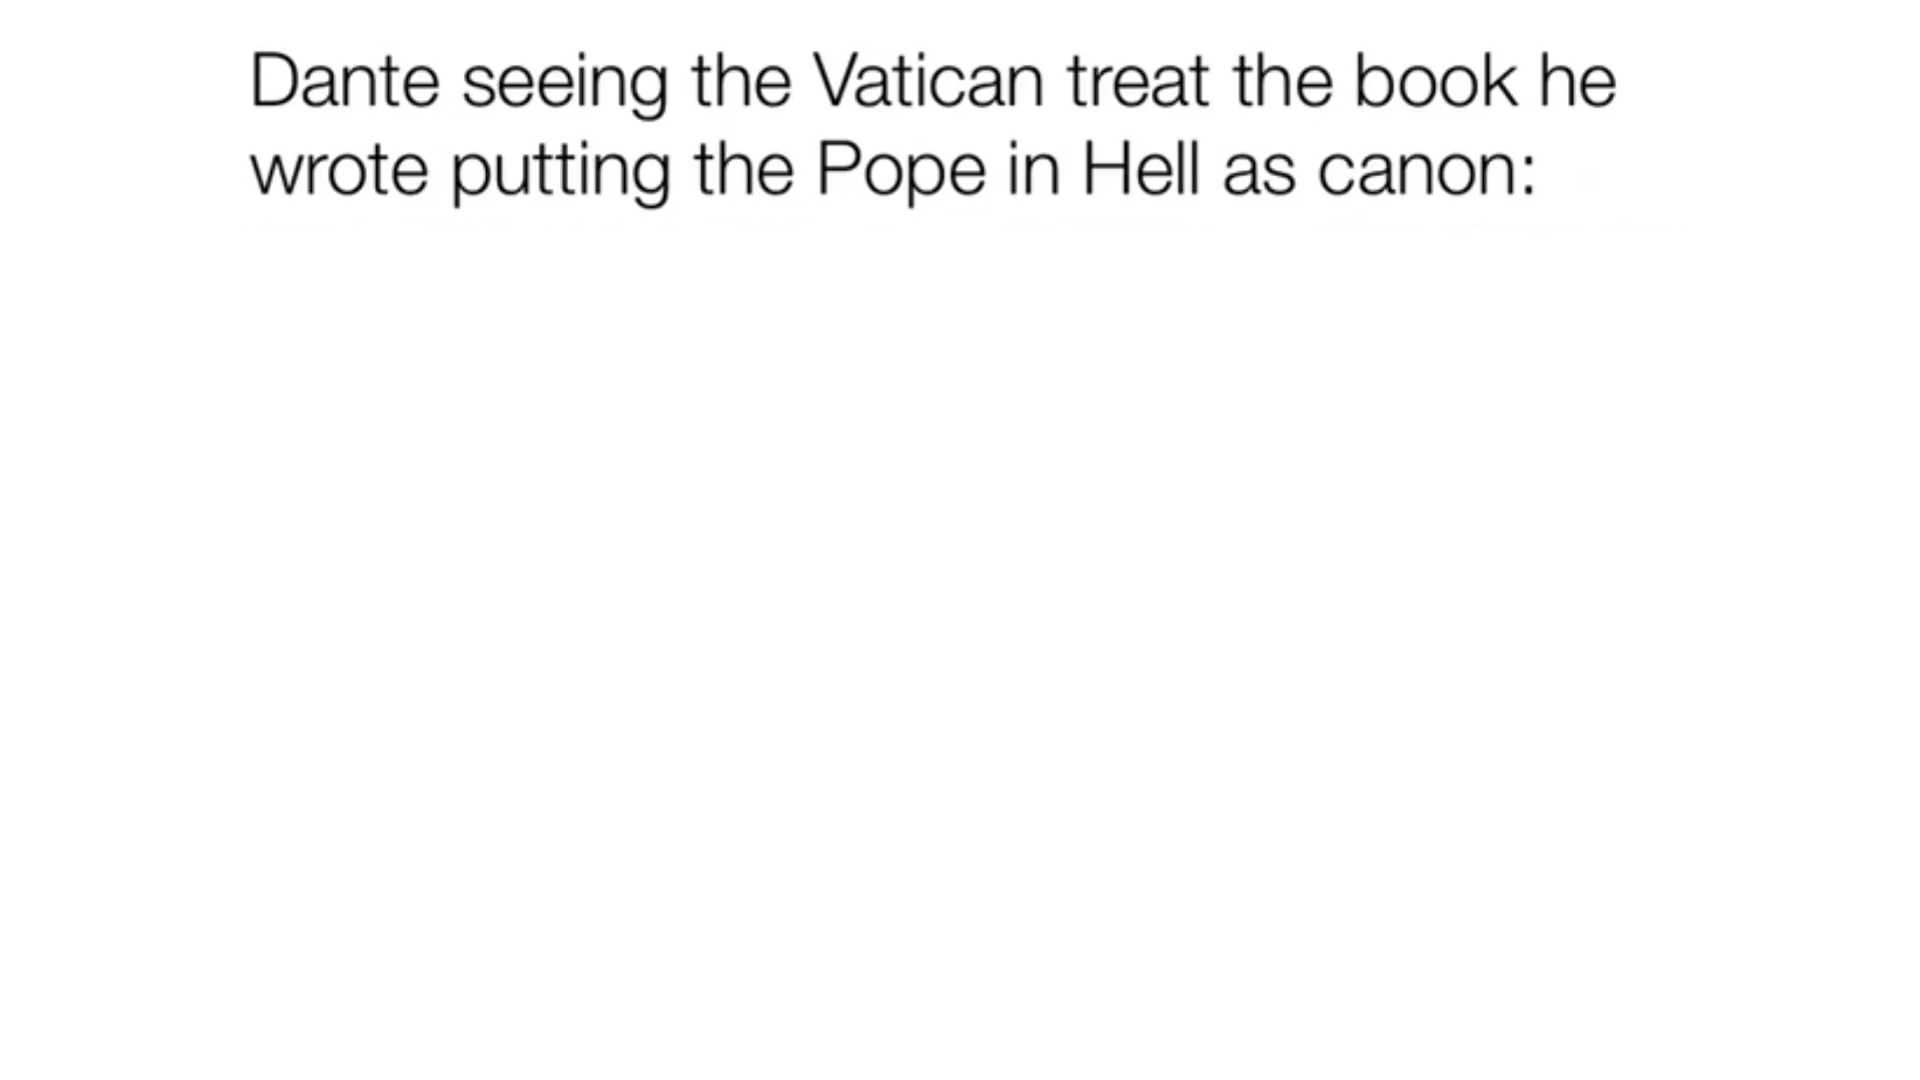 Dante seeing the Vatican treat the book he
wrote putting the Pope in Hell as canon: